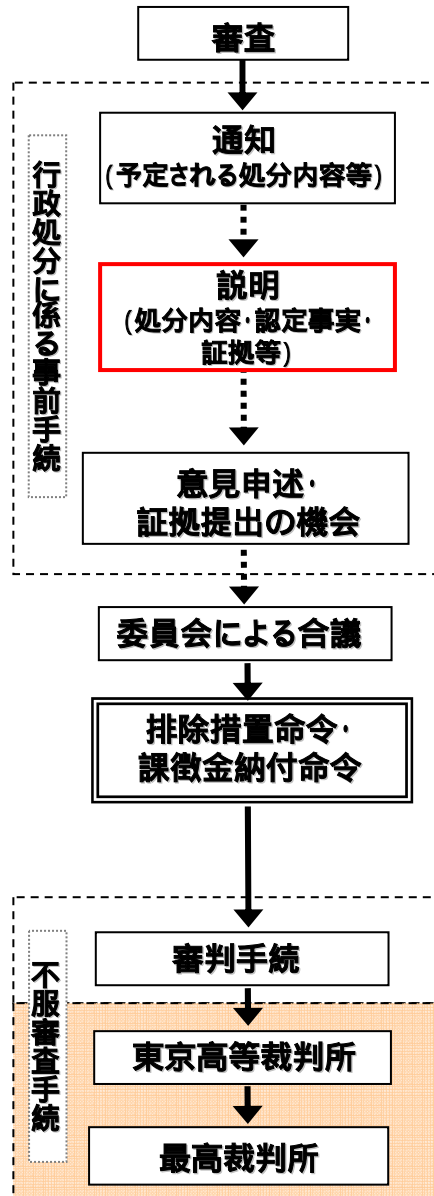 審査
行政処分に係る事前手続
通知
(予定される処分内容等)
説明
(処分内容・認定事実・
証拠等)
意見申述・
証拠提出の機会
委員会による合議
排除措置命令・
課徴金納付命令
不服審査手続
審判手続
東京高等裁判所
最高裁判所